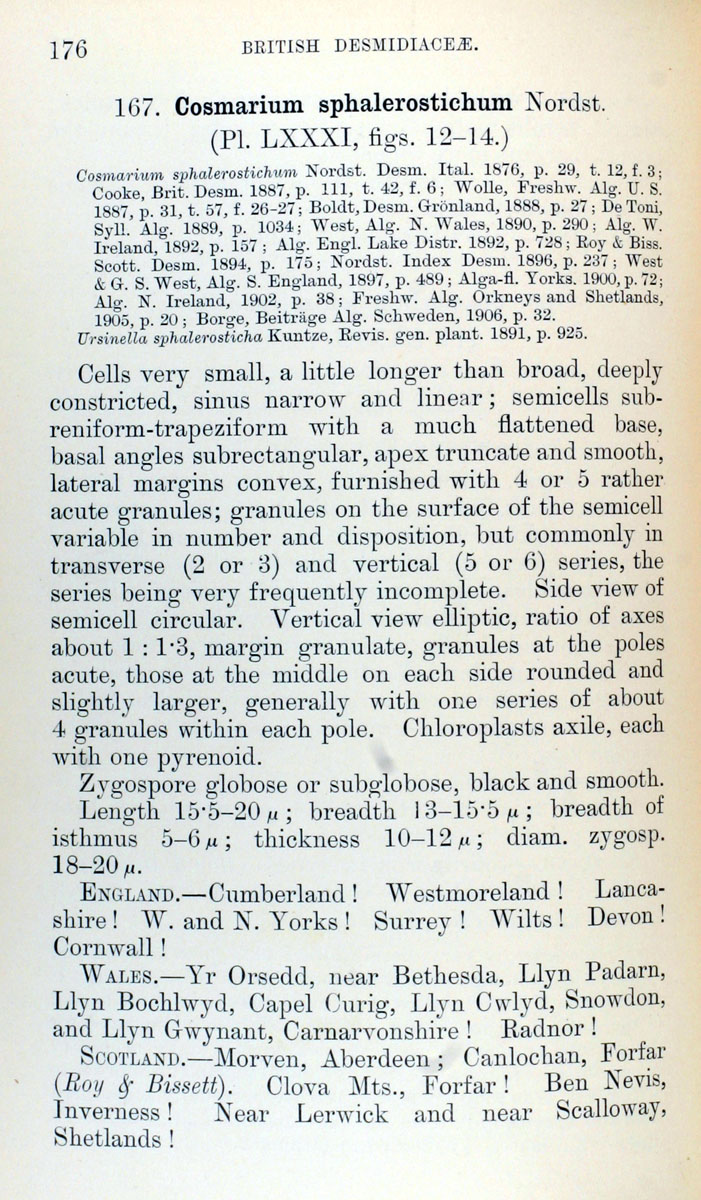 176
BRITISH DESMIDIACEÆ.
167. Cosmarium sphalerostichum Nordst.
(Pl. LXXXI, figs. 12–14.)
Cosmarium sphalerostichum Nordst. Desm. Ital. 1876, p. 29, t. 12, f. 3;
Cooke, Brit. Desm. 1887, p. 111, t. 42, f. 6; Wolle, Freshw. Alg. U. S.
1887, p. 31, t. 57, f. 26–27; Boldt, Desm. Grönland, 1888, p. 27; De Toni,
Syll. Alg. 1889, p. 1034; West, Alg. N. Wales, 1890, p. 290; Alg. W.
Ireland, 1892, p. 157; Alg. Engl. Lake Distr. 1892, p. 728; Roy & Biss.
Scott. Desm. 1894, p. 175; Nordst. Index Desm. 1896, p. 237; West
& G. S. West, Alg. S. England, 1897, p. 489; Alga-fl. Yorks. 1900, p. 72;
Alg. N. Ireland, 1902, p. 38; Freshw. Alg. Orkneys and Shetlands,
1905, p. 20; Borge, Beiträge Alg. Schweden, 1906, p. 32.
Ursinella sphalerosticha Kuntze, Revis. gen. plant. 1891, p. 925.
Cells very small, a little longer than broad, deeply
constricted, sinus narrow and linear; semicells sub-
reniform-trapeziform with a much flattened base,
basal angles subrectangular, apex truncate and smooth,
lateral margins convex, furnished with 4 or 5 rather
acute granules; granules on the surface of the semicell
variable in number and disposition, but commonly in
transverse (2 or 3) and vertical (5 or 6) series, the
series being very frequently incomplete. Side view of
semicell circular. Vertical view elliptic, ratio of axes
about 1 : 1·3, margin granulate, granules at the poles
acute, those at the middle on each side rounded and
slightly larger, generally with one series of about
4 granules within each pole. Chloroplasts axile, each
with one pyrenoid.
Zygospore globose or subglobose, black and smooth.
Length 15·5–20 μ; breadth 13–15·5 μ; breadth of
isthmus 5–6 μ; thickness 10–12 μ; diam. zygosp.
18–20 μ.
ENGLAND.—Cumberland! Westmoreland! Lanca-
shire! W. and N. Yorks! Surrey! Wilts! Devon!
Cornwall!
WALES.—Yr Orsedd, near Bethesda, Llyn Padarn,
Llyn Bochlwyd, Capel Curig, Llyn Cwlyd, Snowdon,
and Llyn Gwynant, Carnarvonshire! Radnor!
SCOTLAND.—Morven, Aberdeen; Canlochan, Forfar
(Roy & Bissett). Clova Mts., Forfar! Ben Nevis,
Inverness! Near Lerwick and near Scalloway,
Shetlands!